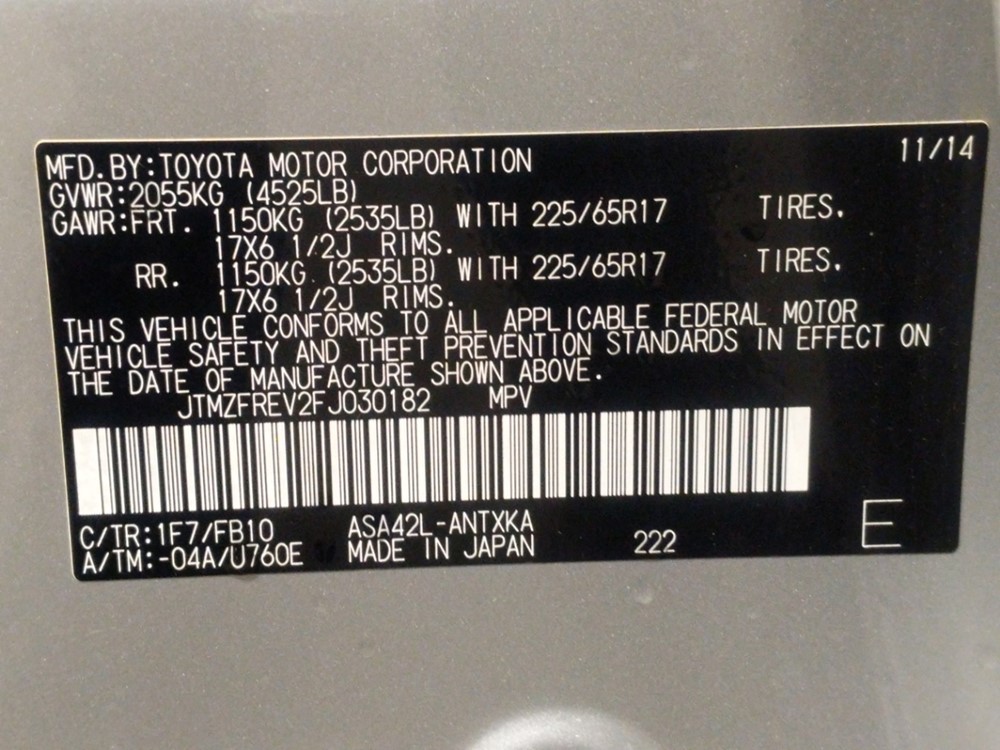 MFD.BY:TOYOTA MOTOR CORPORATION 11/14
GVWR:2055KG (4525LB)
GAWR:FRT. 1150KG (2535LB) WITH 225/65R17 TIRES.
17X6 1/2J RIMS.
RR. 1150KG (2535LB) WITH 225/65R17 TIRES.
17X6 1/2J RIMS.
THIS VEHICLE CONFORMS TO ALL APPLICABLE FEDERAL MOTOR
VEHICLE SAFETY AND THEFT PREVENTION STANDARDS IN EFFECT ON
THE DATE OF MANUFACTURE SHOWN ABOVE.
JTMZFREV2FJ030182 MPV
C/TR:1F7/FB10 ASA42L-ANTXKA
A/TM:-04A/U760E MADE IN JAPAN 222 E